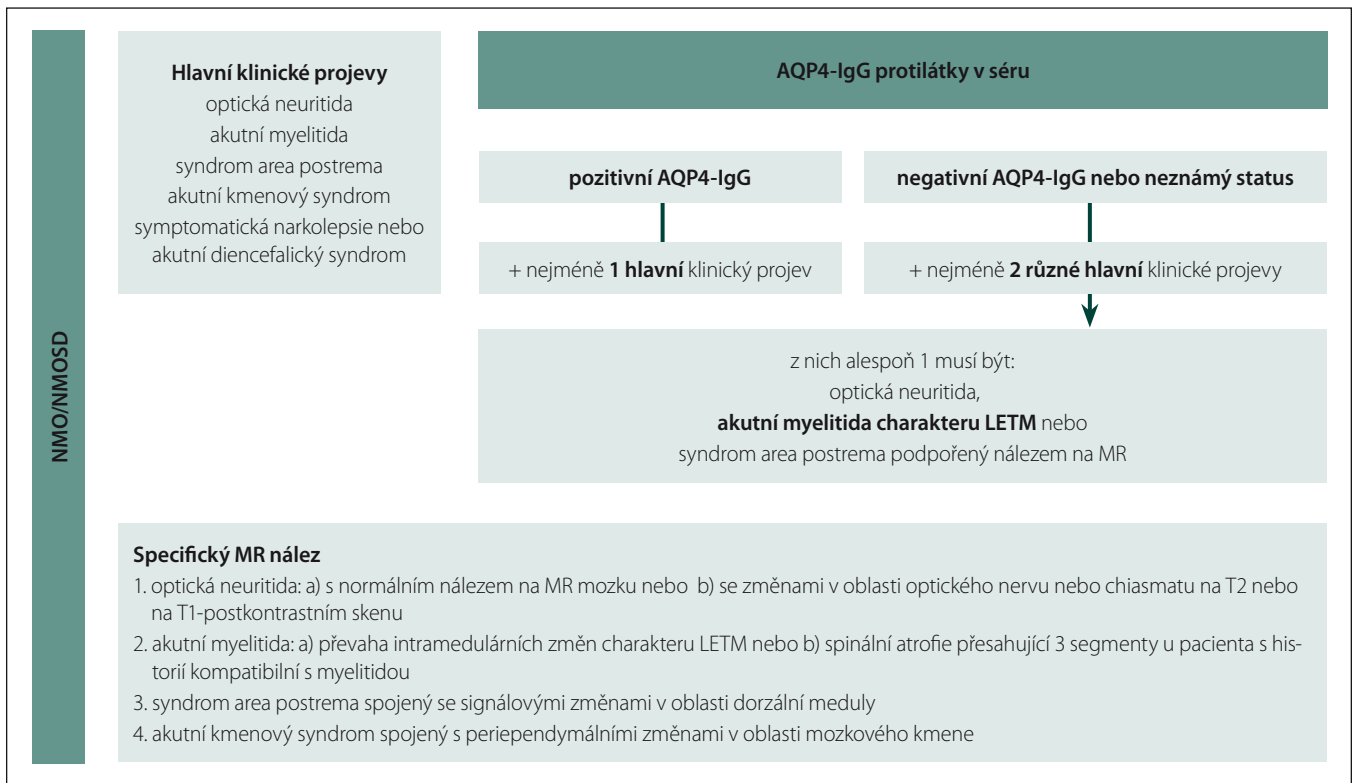 NMO/NMOSD
Hlavní klinické projevy
optická neuritida
akutní myelitida
syndrom area postrema
akutní kmenový syndrom
symptomatická narkolepsie nebo
akutní diencefalický syndrom
AQP4-IgG protilátky v séru
pozitivní AQP4-IgG
+ nejméně 1 hlavní klinický projev
negativní AQP4-IgG nebo neznámý status
+ nejméně 2 různé hlavní klinické projevy
z nich alespoň 1 musí být:
optická neuritida,
akutní myelitida charakteru LETM nebo
syndrom area postrema podpořený nálezem na MR
Specifický MR nález
1. optická neuritida: a) s normálním nálezem na MR mozku nebo b) se změnami v oblasti optického nervu nebo chiasmatu na T2 nebo
na T1-postkontrastním skenu
2. akutní myelitida: a) převaha intramedulárních změn charakteru LETM nebo b) spinální atrofie přesahující 3 segmenty u pacienta s his-
torií kompatibilní s myelitidou
3. syndrom area postrema spojený se signálovými změnami v oblasti dorzální meduly
4. akutní kmenový syndrom spojený s periependymálními změnami v oblasti mozkového kmene